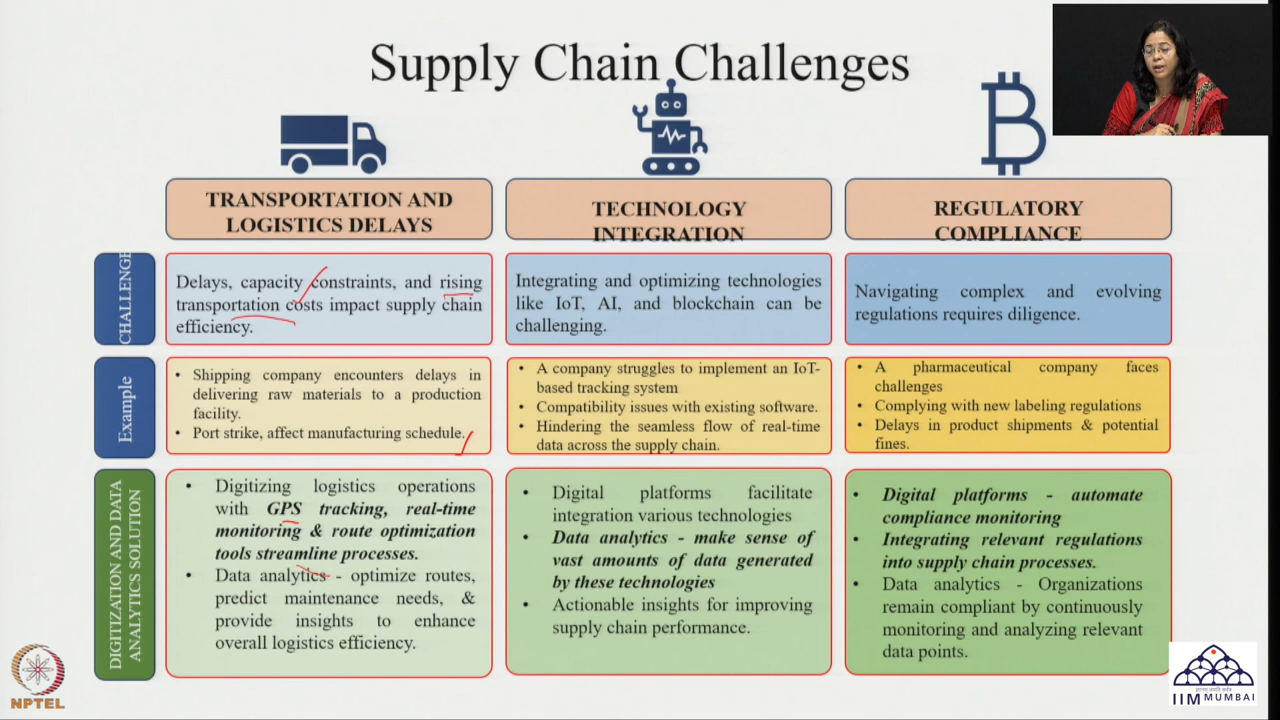 Supply Chain Challenges
TRANSPORTATION AND
LOGISTICS DELAYS
TECHNOLOGY
INTEGRATION
REGULATORY
COMPLIANCE
CHALLENGE
Delays, capacity constraints, and rising
transportation costs impact supply chain
efficiency.
Integrating and optimizing technologies
like IoT, AI, and blockchain can be
challenging.
Navigating complex and evolving
regulations requires diligence.
Example
• Shipping company encounters delays in
delivering raw materials to a production
facility.
• Port strike, affect manufacturing schedule.
• A company struggles to implement an IoT-
based tracking system
• Compatibility issues with existing software.
• Hindering the seamless flow of real-time
data across the supply chain.
• A pharmaceutical company faces
challenges
• Complying with new labeling regulations
• Delays in product shipments & potential
fines.
DIGITIZATION AND DATA
ANALYTICS SOLUTION
• Digitizing logistics operations
with GPS tracking, real-time
monitoring & route optimization
tools streamline processes.
• Data analytics - optimize routes,
predict maintenance needs, &
provide insights to enhance
overall logistics efficiency.
• Digital platforms facilitate
integration various technologies
• Data analytics - make sense of
vast amounts of data generated
by these technologies
• Actionable insights for improving
supply chain performance.
• Digital platforms - automate
compliance monitoring
• Integrating relevant regulations
into supply chain processes.
• Data analytics - Organizations
remain compliant by continuously
monitoring and analyzing relevant
data points.
NPTEL
IIM MUMBAI